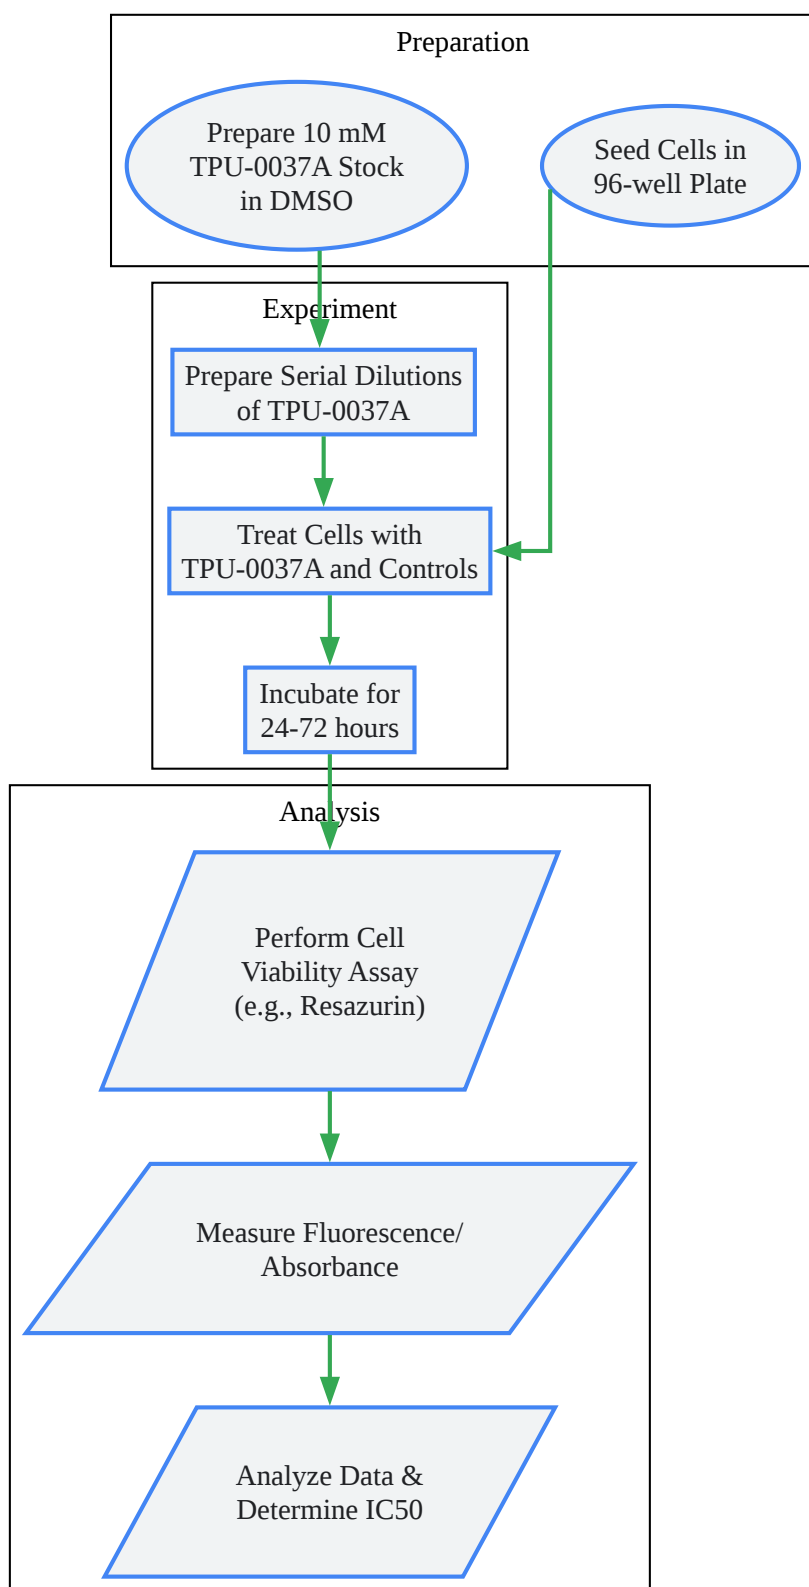 Preparation
Prepare 10 mM
TPU-0037A Stock
in DMSO
Seed Cells in
96-well Plate
Experiment
Prepare Serial Dilutions
of TPU-0037A
Treat Cells with
TPU-0037A and Controls
Incubate for
24-72 hours
Analysis
Perform Cell
Viability Assay
(e.g., Resazurin)
Measure Fluorescence/
Absorbance
Analyze Data &
Determine IC50